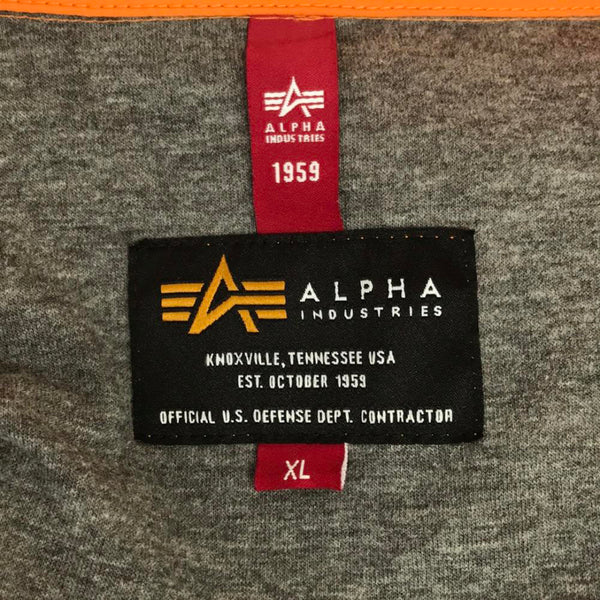 ALPHA
INDUSTRIES
1959
ALPHA
INDUSTRIES
KNOXVILLE, TENNESSEE USA
EST. OCTOBER 1959
OFFICIAL U.S. DEFENSE DEPT. CONTRACTOR
XL